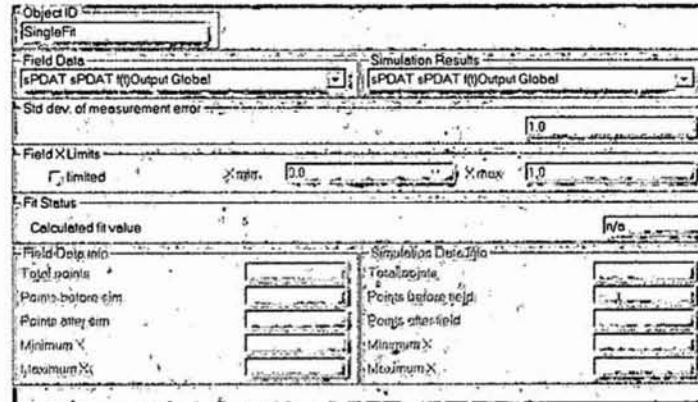 Object ID
SingleFit
Field Data
Simulation Results
sPDAT sPDAT f(t)Output Global
sPDAT sPDAT f(t)Output Global
Std dev. of measurement error
1.0
Field X Limits
limited
X min.
0.0
X max
1.0
Fit Status
Calculated fit value
n/a
Field Data Info
Simulation Data Info
Total points
Total points
Points before sim
Points before field
Points after sim
Points after field
Minimum X
Minimum X
Maximum X
Maximum X